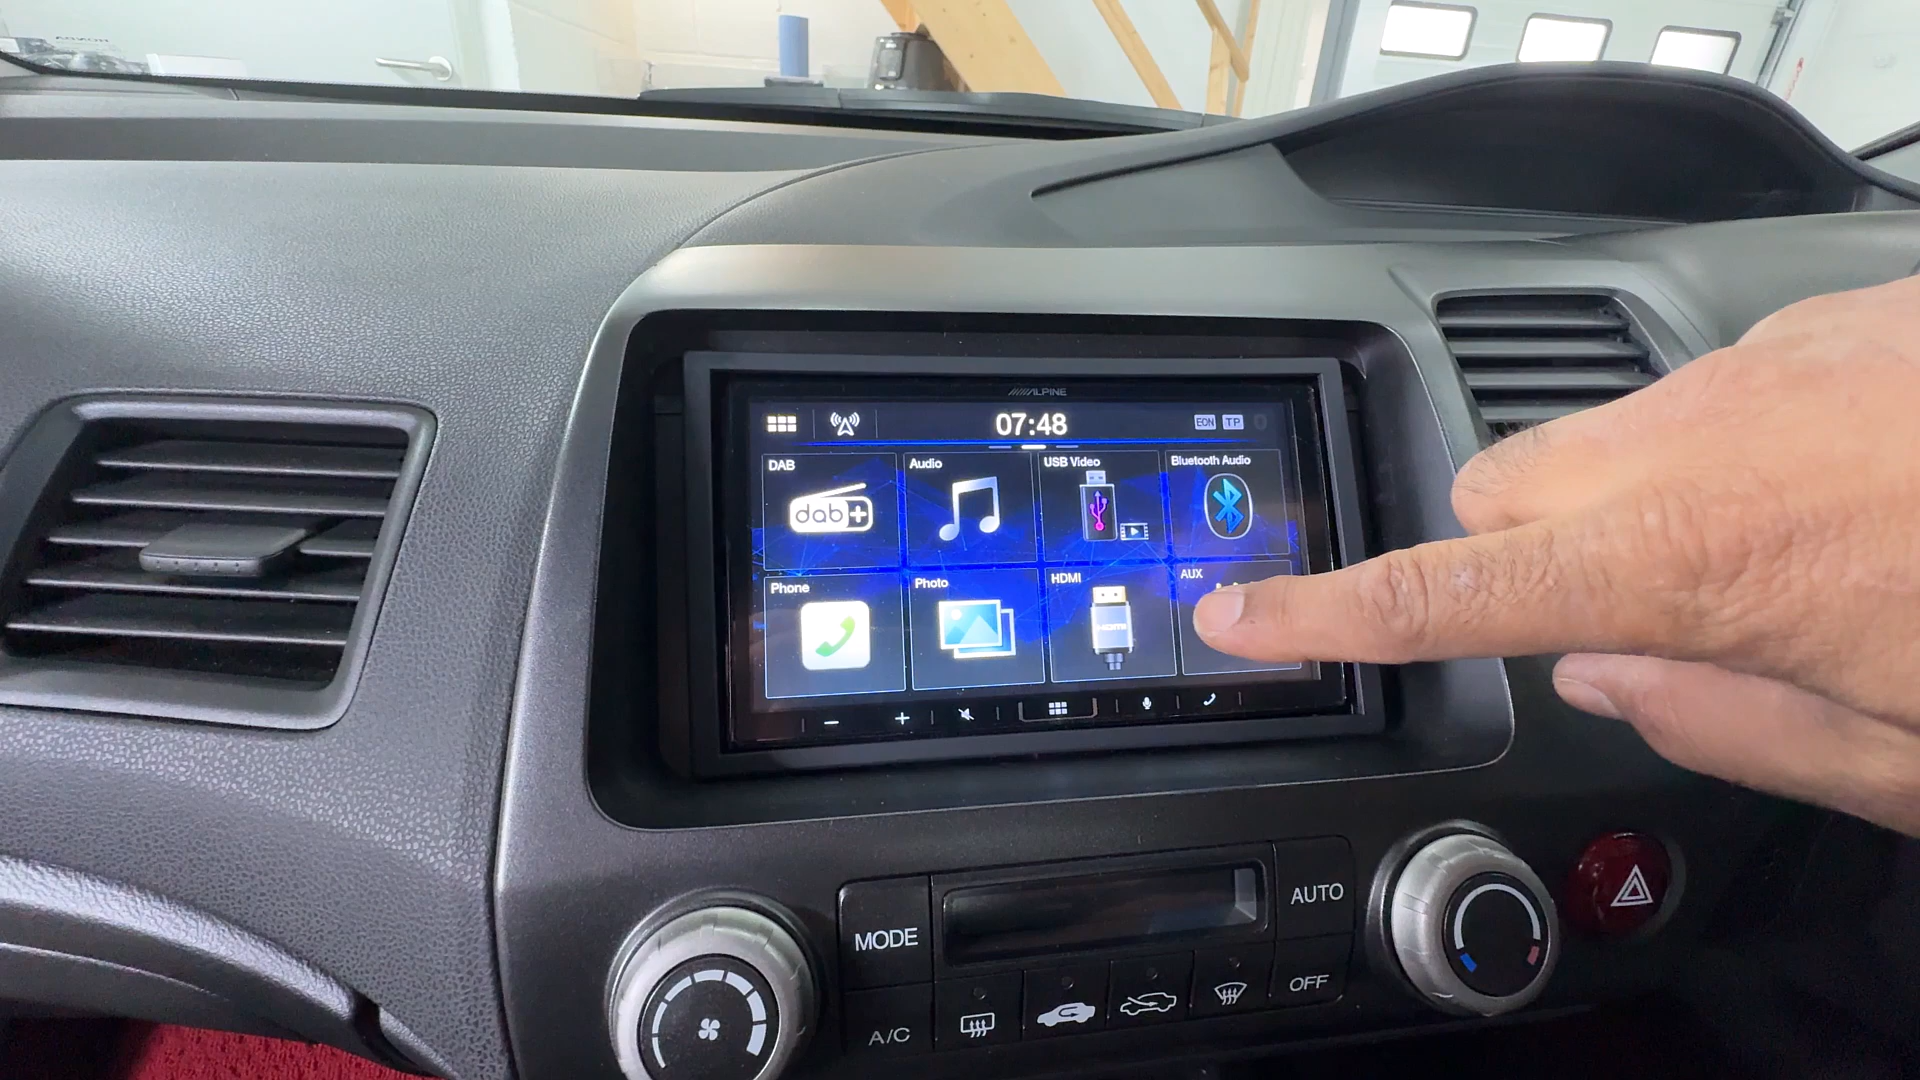 ALPINE
07:48
EON TP
DAB
Audio
USB Video
Bluetooth Audio
dab+
Phone
Photo
HDMI
AUX
HDMI
MODE
AUTO
A/C
OFF